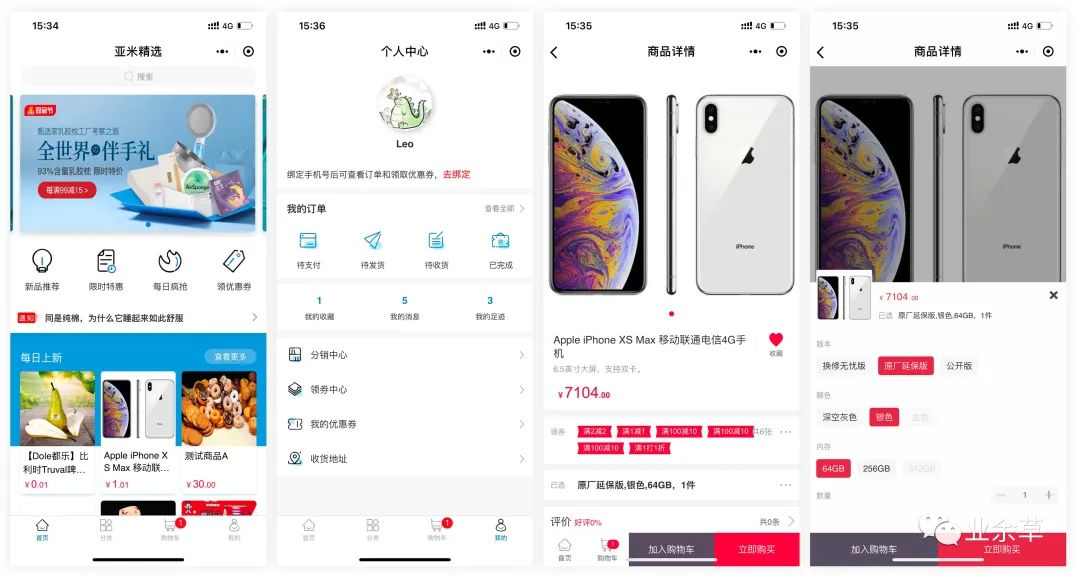 15:34
4G
亚米精选
搜索
甄选家乳胶枕工厂考察之旅
全世界 伴手礼
93%含量乳胶枕 限时特价
每满99减15 >
AirSponge
新品推荐
限时特惠
每日疯抢
领优惠券
通知
同是纯棉，为什么它睡起来如此舒服
每日上新
查看更多
【Dole都乐】比
利时Truval啤…
¥0.01
Apple iPhone X
S Max 移动联…
¥1.01
测试商品A
¥30.00
首页
分类
购物车
1
我的
15:36
4G
个人中心
Leo
绑定手机号后可查看订单和领取优惠券，去绑定
我的订单
查看全部
待支付
待发货
待收货
已完成
1
我的收藏
5
我的消息
3
我的足迹
分销中心
领券中心
我的优惠券
收货地址
首页
分类
购物车
1
我的
15:35
4G
商品详情
iPhone
Apple iPhone XS Max 移动联通电信4G手
机
收藏
6.5英寸大屏，支持双卡。
¥7104.00
领券
满2减2
满1减1
满100减10
满100减10
共6张
满100减10
满1打1折
已选
原厂延保版,银色,64GB，1件
评价 好评0%
共0条
首页
购物车
1
加入购物车
立即购买
15:35
4G
商品详情
iPhone
¥7104.00
已选 原厂延保版,银色,64GB，1件
版本
换修无忧版
原厂延保版
公开版
颜色
深空灰色
银色
金色
内存
64GB
256GB
512GB
数量
1
业余草
加入购物车
立即购买